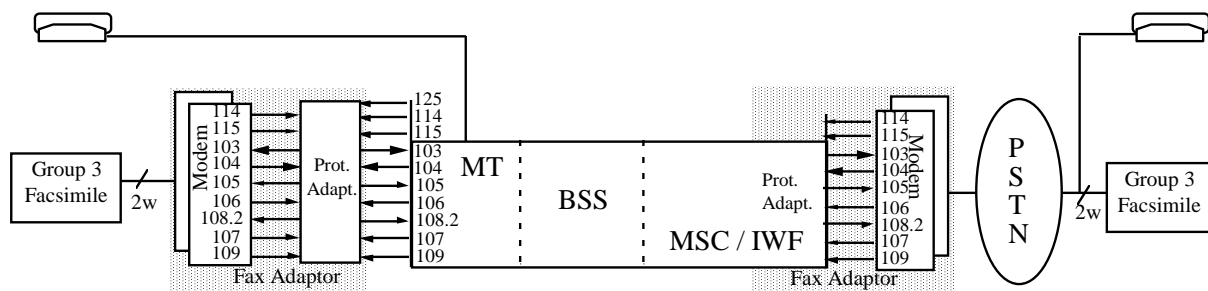 114
115
103
104
105
106
108.2
107
109
Modem
Group 3
Facsimile
2w
Prot.
Adapt.
Fax Adaptor
125
114
115
103
104
105
106
108.2
107
109
MT
BSS
MSC / IWF
Prot.
Adapt.
Fax Adaptor
114
115
103
104
105
106
108.2
107
109
Modem
PSTN
2w
Group 3
Facsimile